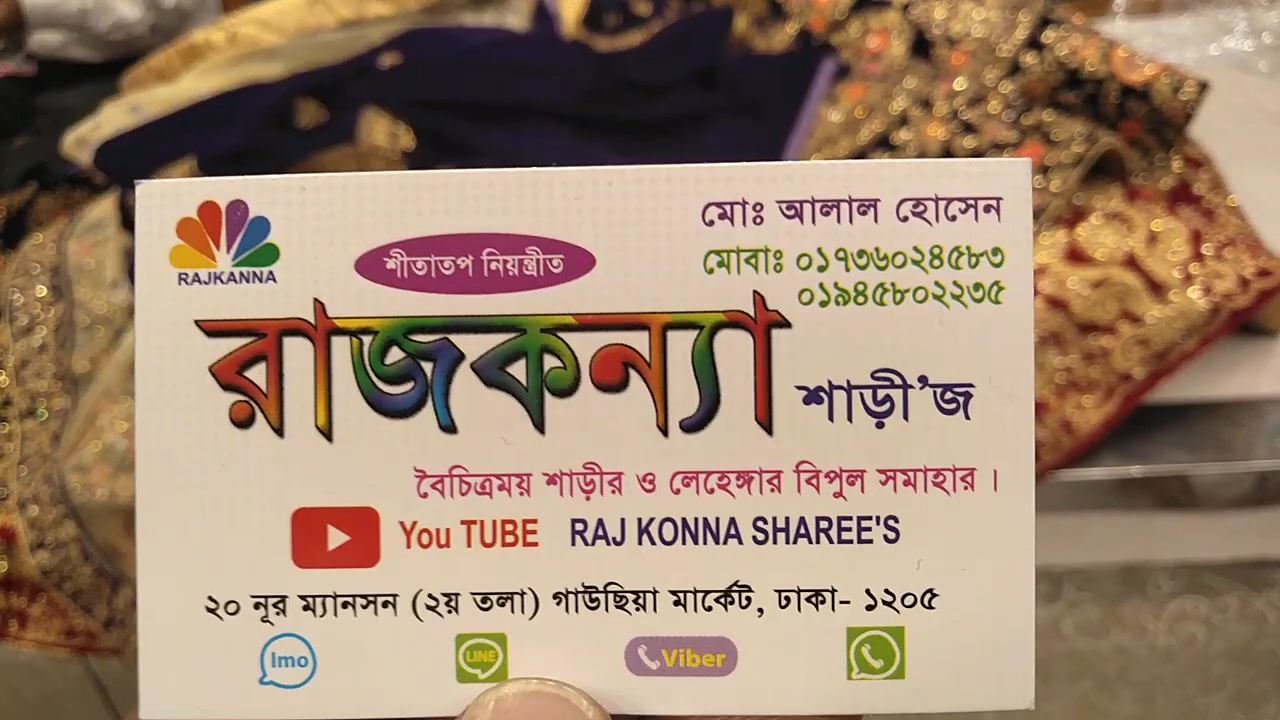 RAJKANNA
শীতাতপ নিয়ন্ত্রীত
মোঃ আলাল হোসেন
মোবাঃ ০১৭৩৬০২৪৫৮৩
০১৯৪৫৮০২২৩৫
রাজকন্যা শাড়ী'জ
বৈচিত্রময় শাড়ীর ও লেহেঙ্গার বিপুল সমাহার ।
You TUBE RAJ KONNA SHAREE'S
২০ নূর ম্যানসন (২য় তলা) গাউছিয়া মার্কেট, ঢাকা- ১২০৫
Imo LINE Viber